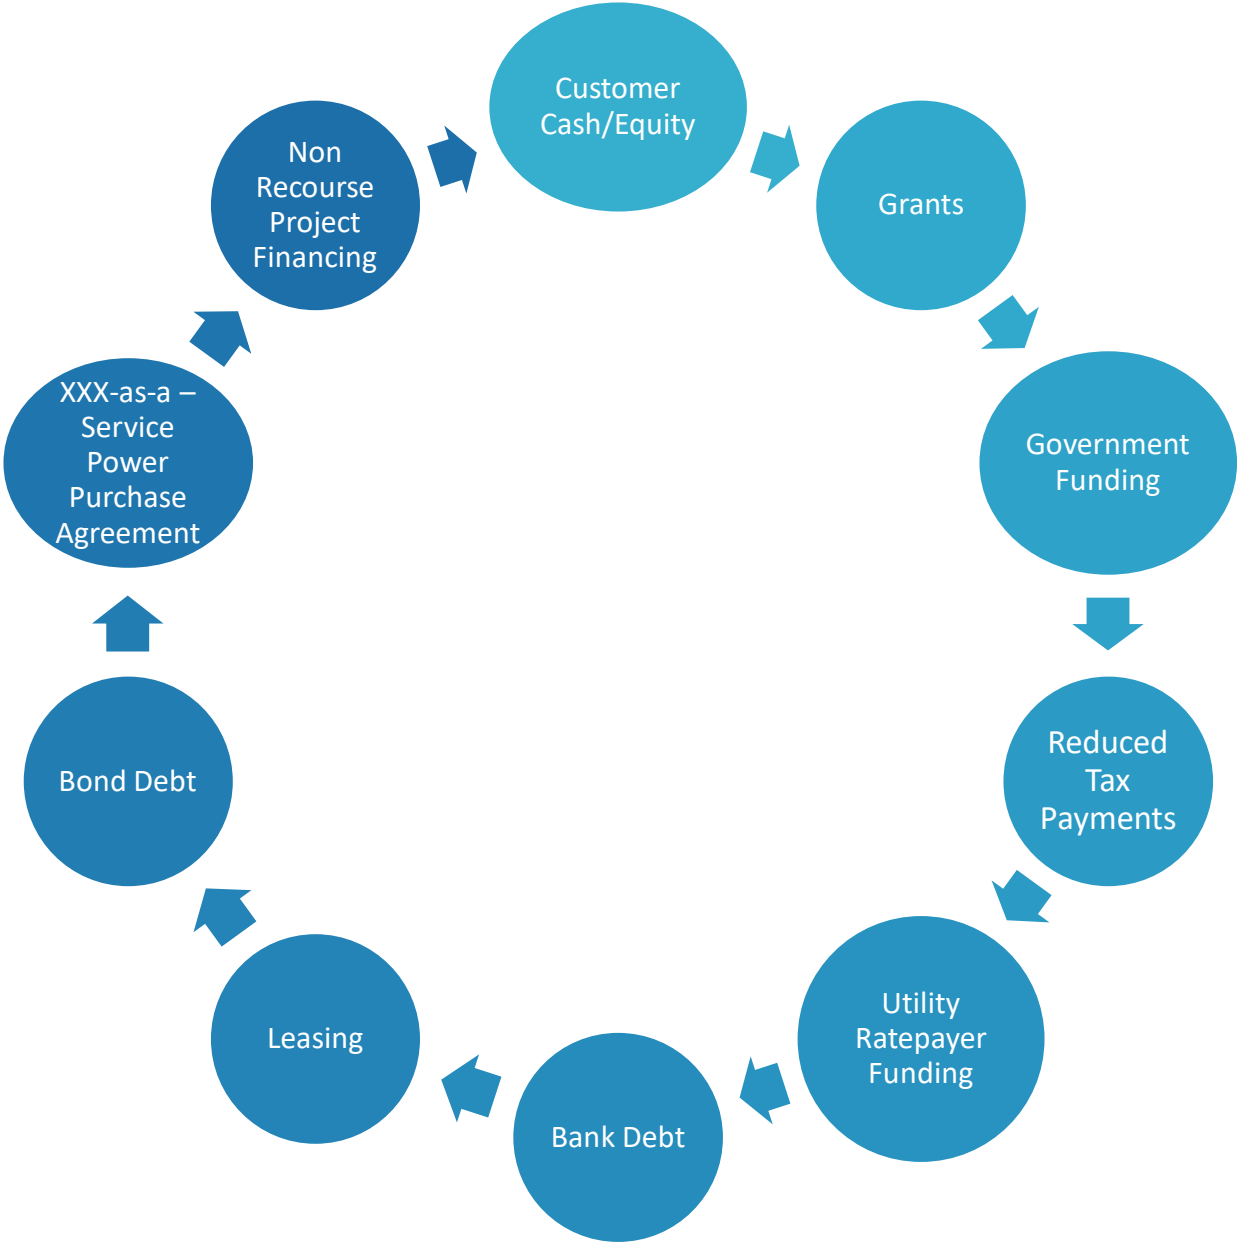 Customer
Cash/Equity
Grants
Government
Funding
Reduced
Tax
Payments
Utility
Ratepayer
Funding
Bank Debt
Leasing
Bond Debt
XXX-as-a –
Service
Power
Purchase
Agreement
Non
Recourse
Project
Financing